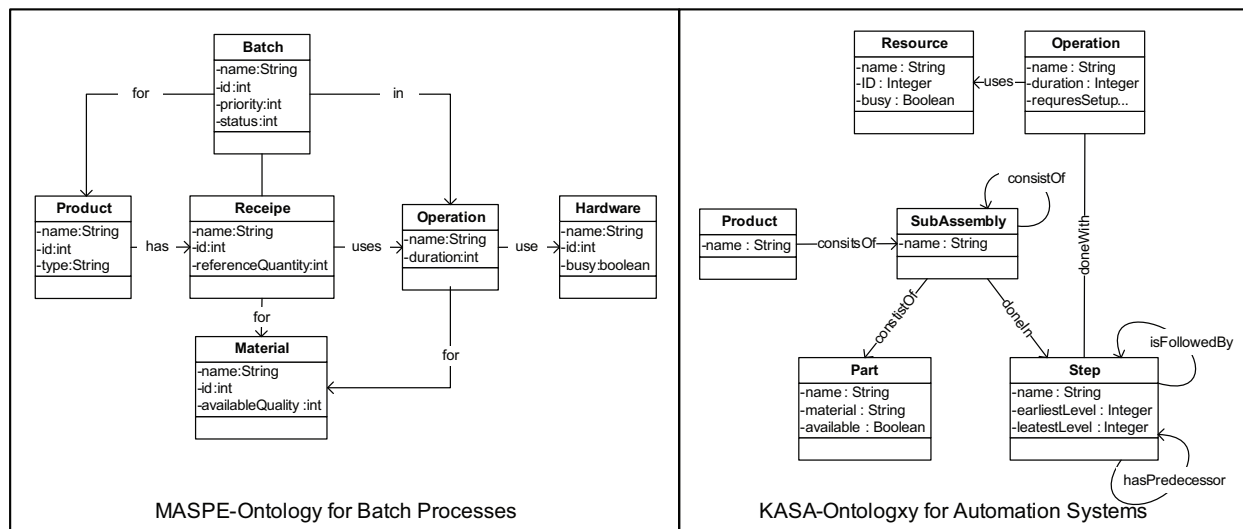 Batch
-name:String
-id:int
-priority:int
-status:int
for
in
Product
-name:String
-id:int
-type:String
has
Receipe
-name:String
-id:int
-referenceQuantity:int
uses
Operation
-name:String
-duration:int
use
Hardware
-name:String
-id:int
-busy:boolean
for
for
Material
-name:String
-id:int
-availableQuality :int
MASPE-Ontology for Batch Processes
Resource
-name : String
-ID : Integer
-busy : Boolean
uses
Operation
-name : String
-duration : Integer
-requresSetup...
consistOf
Product
-name : String
consitsOf
SubAssembly
-name : String
doneWith
constistOf
doneIn
isFollowedBy
Part
-name : String
-material : String
-available : Boolean
Step
-name : String
-earliestLevel : Integer
-leatestLevel : Integer
hasPredecessor
KASA-Ontologxy for Automation Systems